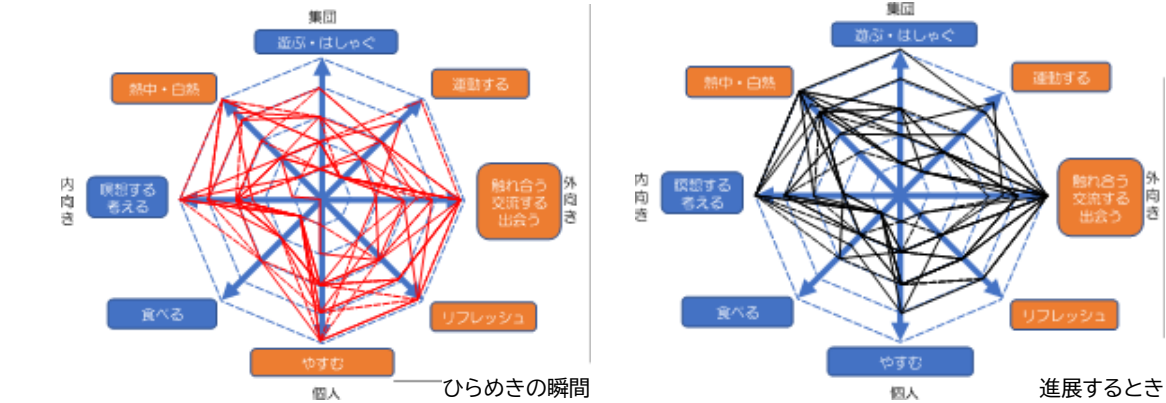 集団
遊ぶ・はしゃぐ
熱中・白熱
運動する
内向き
瞑想する
考える
触れ合う
交流する
出会う
外向き
食べる
リフレッシュ
やすむ
個人
ひらめきの瞬間
集団
遊ぶ・はしゃぐ
熱中・白熱
運動する
内向き
瞑想する
考える
触れ合う
交流する
出会う
外向き
食べる
リフレッシュ
やすむ
個人
進展するとき